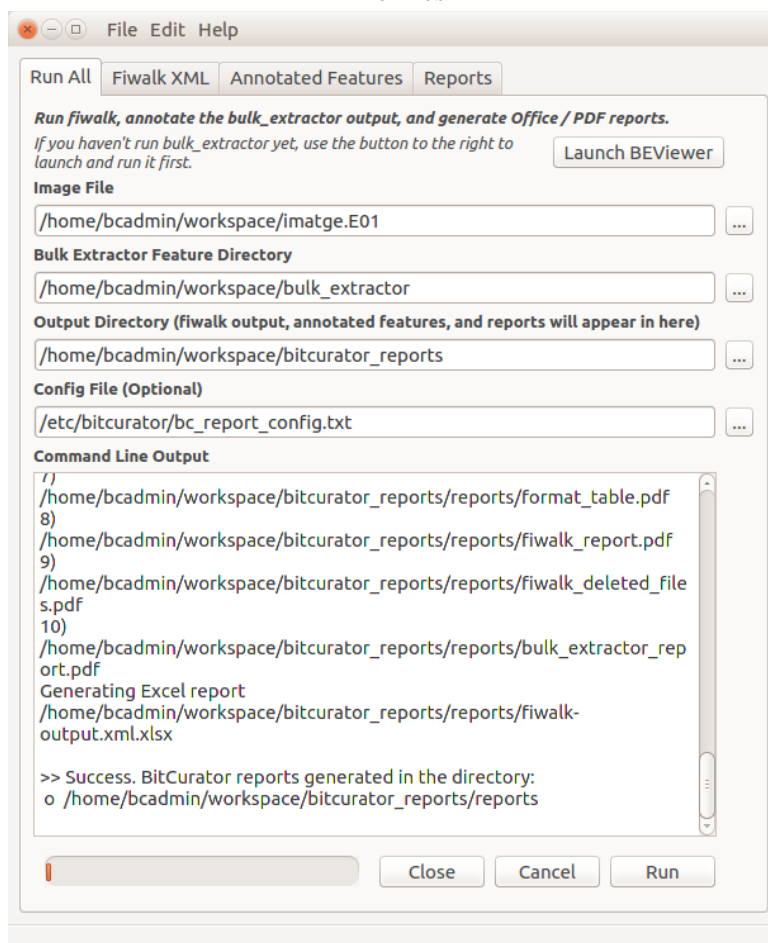 File Edit Help
Run All Fiwalk XML Annotated Features Reports
Run fiwalk, annotate the bulk_extractor output, and generate Office / PDF reports.
If you haven't run bulk_extractor yet, use the button to the right to
launch and run it first.
Launch BEViewer
Image File
/home/bcadmin/workspace/imatge.E01
...
Bulk Extractor Feature Directory
/home/bcadmin/workspace/bulk_extractor
...
Output Directory (fiwalk output, annotated features, and reports will appear in here)
/home/bcadmin/workspace/bitcurator_reports
...
Config File (Optional)
/etc/bitcurator/bc_report_config.txt
...
Command Line Output
7)
/home/bcadmin/workspace/bitcurator_reports/reports/format_table.pdf
8)
/home/bcadmin/workspace/bitcurator_reports/reports/fiwalk_report.pdf
9)
/home/bcadmin/workspace/bitcurator_reports/reports/fiwalk_deleted_file
s.pdf
10)
/home/bcadmin/workspace/bitcurator_reports/reports/bulk_extractor_rep
ort.pdf
Generating Excel report
/home/bcadmin/workspace/bitcurator_reports/reports/fiwalk-
output.xml.xlsx
>> Success. BitCurator reports generated in the directory:
o /home/bcadmin/workspace/bitcurator_reports/reports
Close Cancel Run